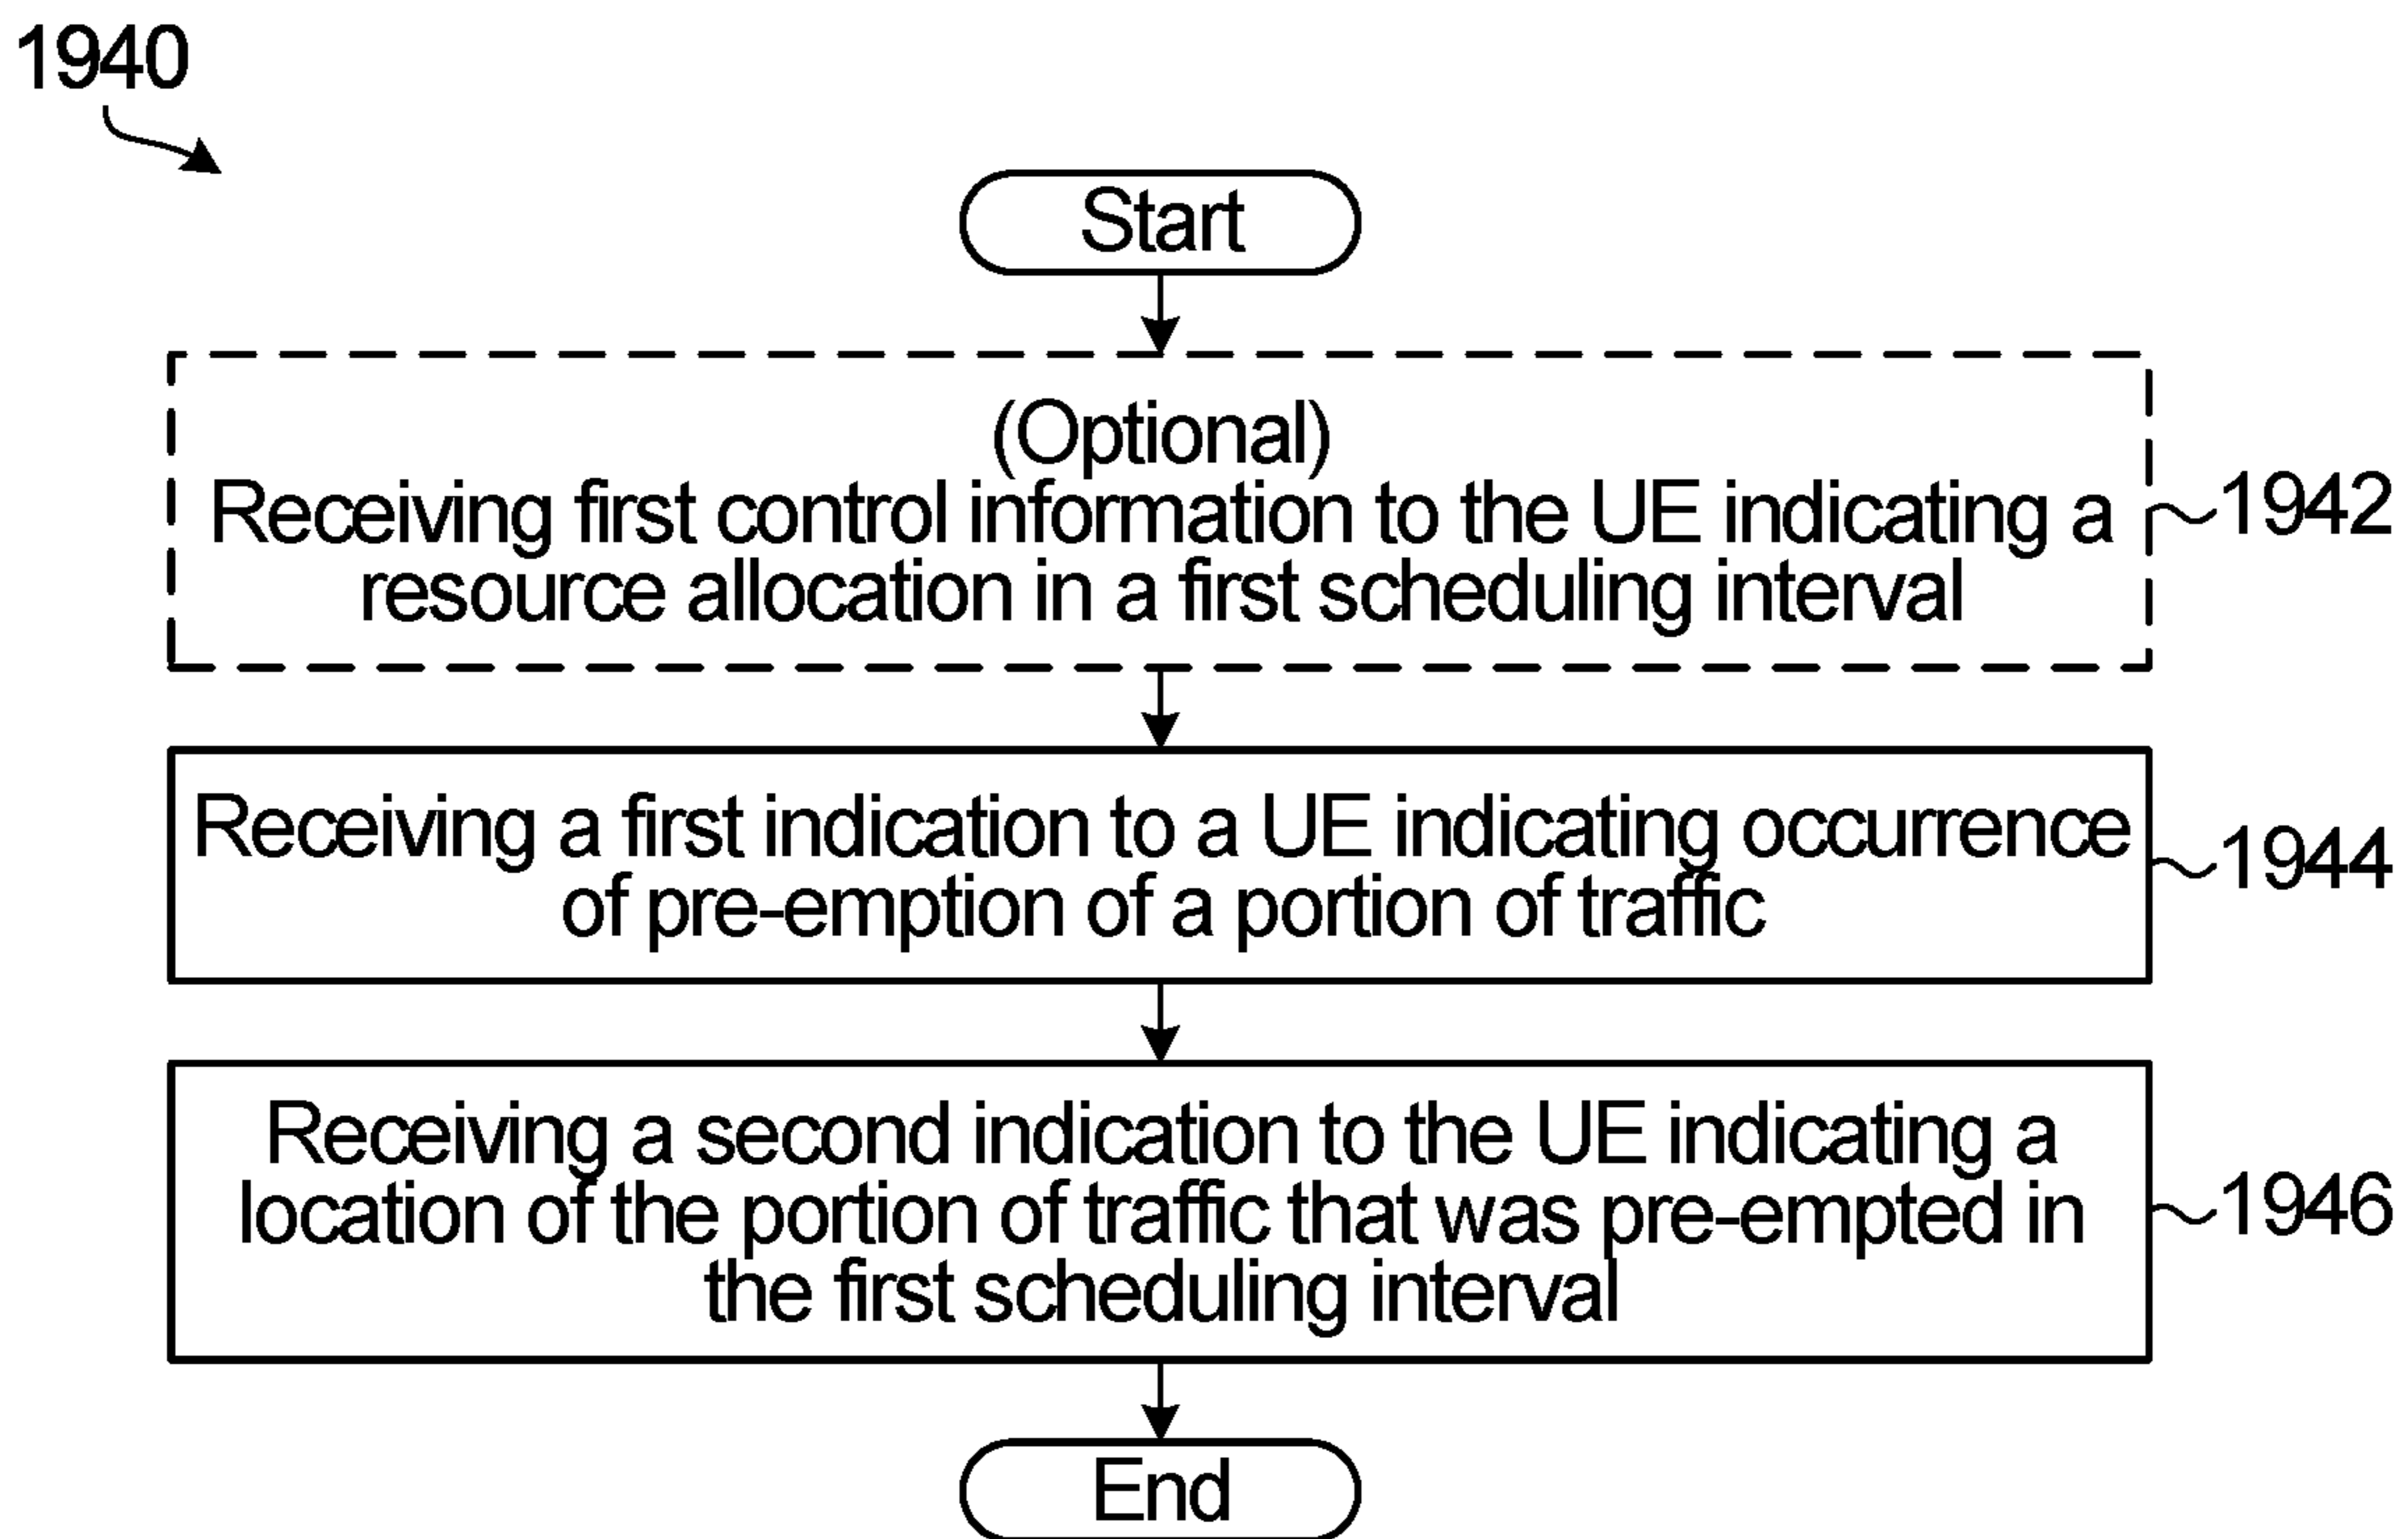 1940
Start
(Optional)
Receiving first control information to the UE indicating a
resource allocation in a first scheduling interval
1942
Receiving a first indication to a UE indicating occurrence
of pre-emption of a portion of traffic
1944
Receiving a second indication to the UE indicating a
location of the portion of traffic that was pre-empted in
the first scheduling interval
1946
End